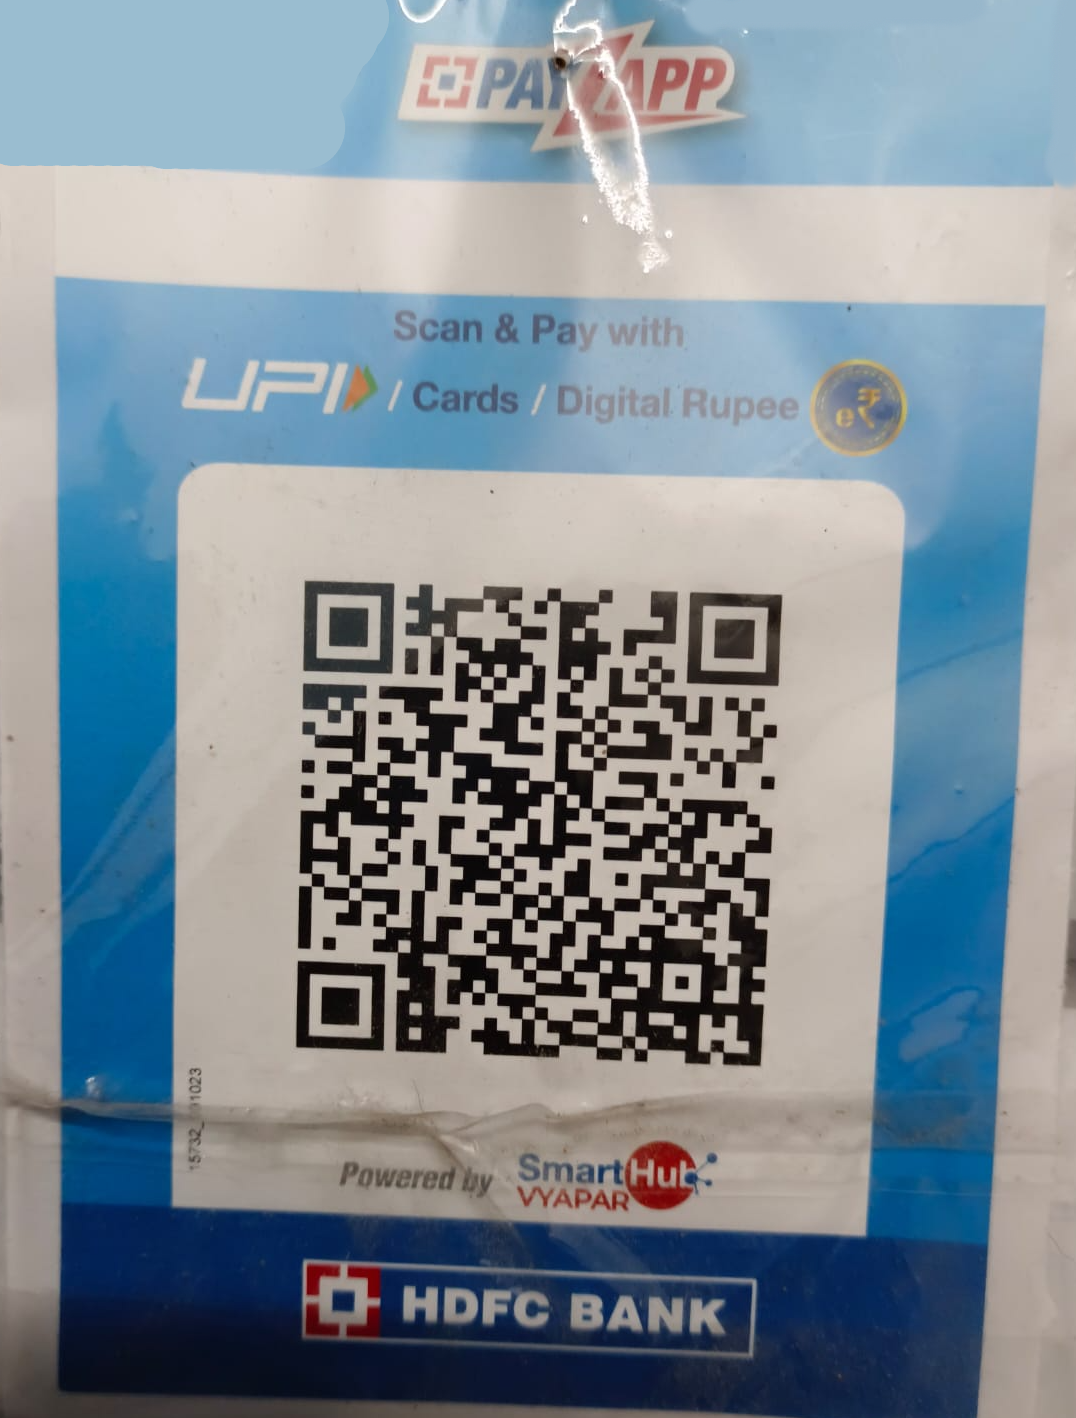 PAYZAPP
Scan & Pay with
UPI / Cards / Digital Rupee e₹
Powered by SmartHub
VYAPAR
HDFC BANK